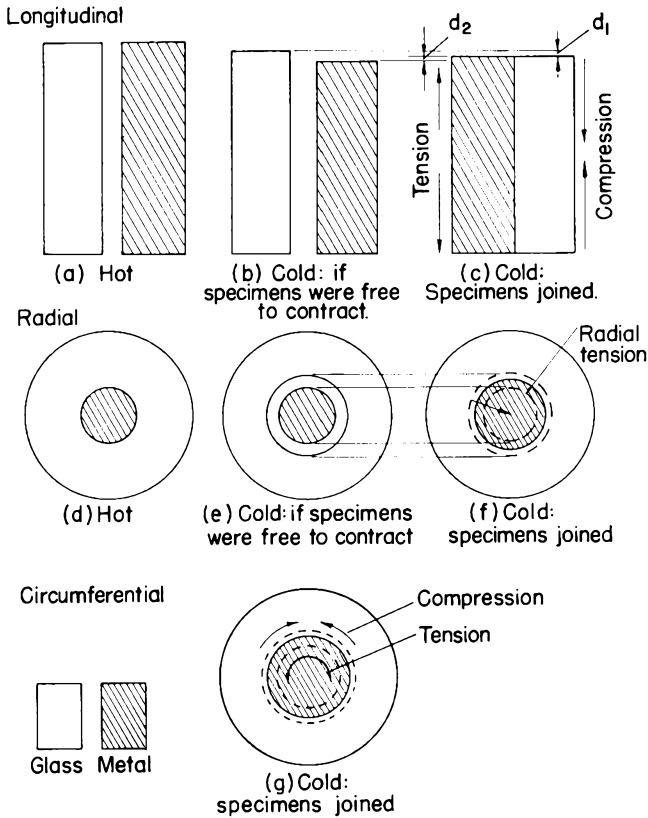 Longitudinal
d₂
d₁
Tension
Compression
(a) Hot
(b) Cold: if
specimens were free
to contract.
(c) Cold:
Specimens joined.
Radial
Radial
tension
(d) Hot
(e) Cold: if specimens
were free to contract
(f) Cold:
specimens joined
Circumferential
Compression
Tension
Glass Metal
(g) Cold:
specimens joined